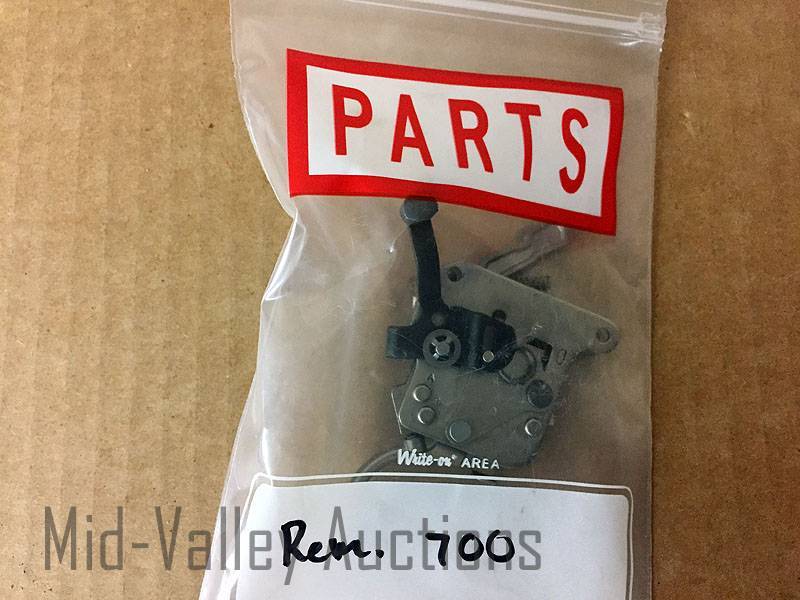 PARTS
Write-on® AREA
Rem. 700
Mid-Valley Auctions